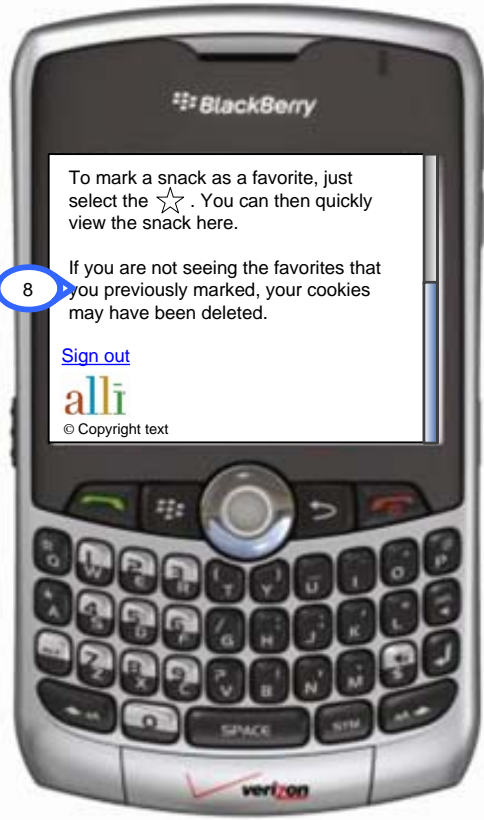 BlackBerry
To mark a snack as a favorite, just
select the ☆ . You can then quickly
view the snack here.
If you are not seeing the favorites that
you previously marked, your cookies
may have been deleted.
8
Sign out
allī
© Copyright text
Q W E R T Y U I O P
A S D F G H J K L
Z X C V B N M $
0 SPACE SYM
verizon